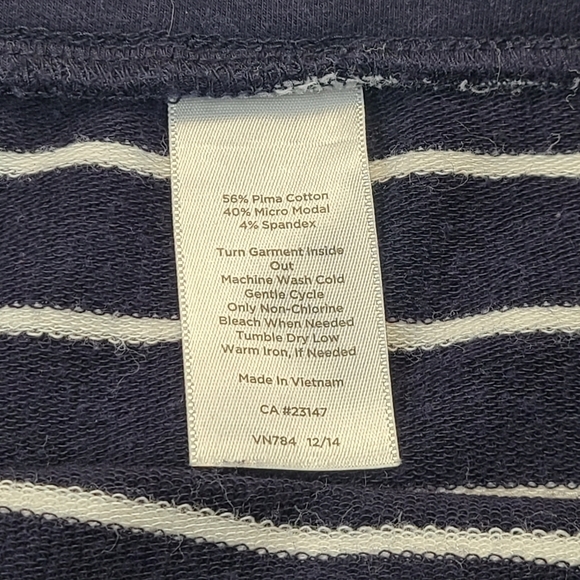 56% Pima Cotton
40% Micro Modal
4% Spandex
Turn Garment Inside
Out
Machine Wash Cold
Gentle Cycle
Only Non-Chlorine
Bleach When Needed
Tumble Dry Low
Warm Iron, If Needed
Made In Vietnam
CA #23147
VN784 12/14